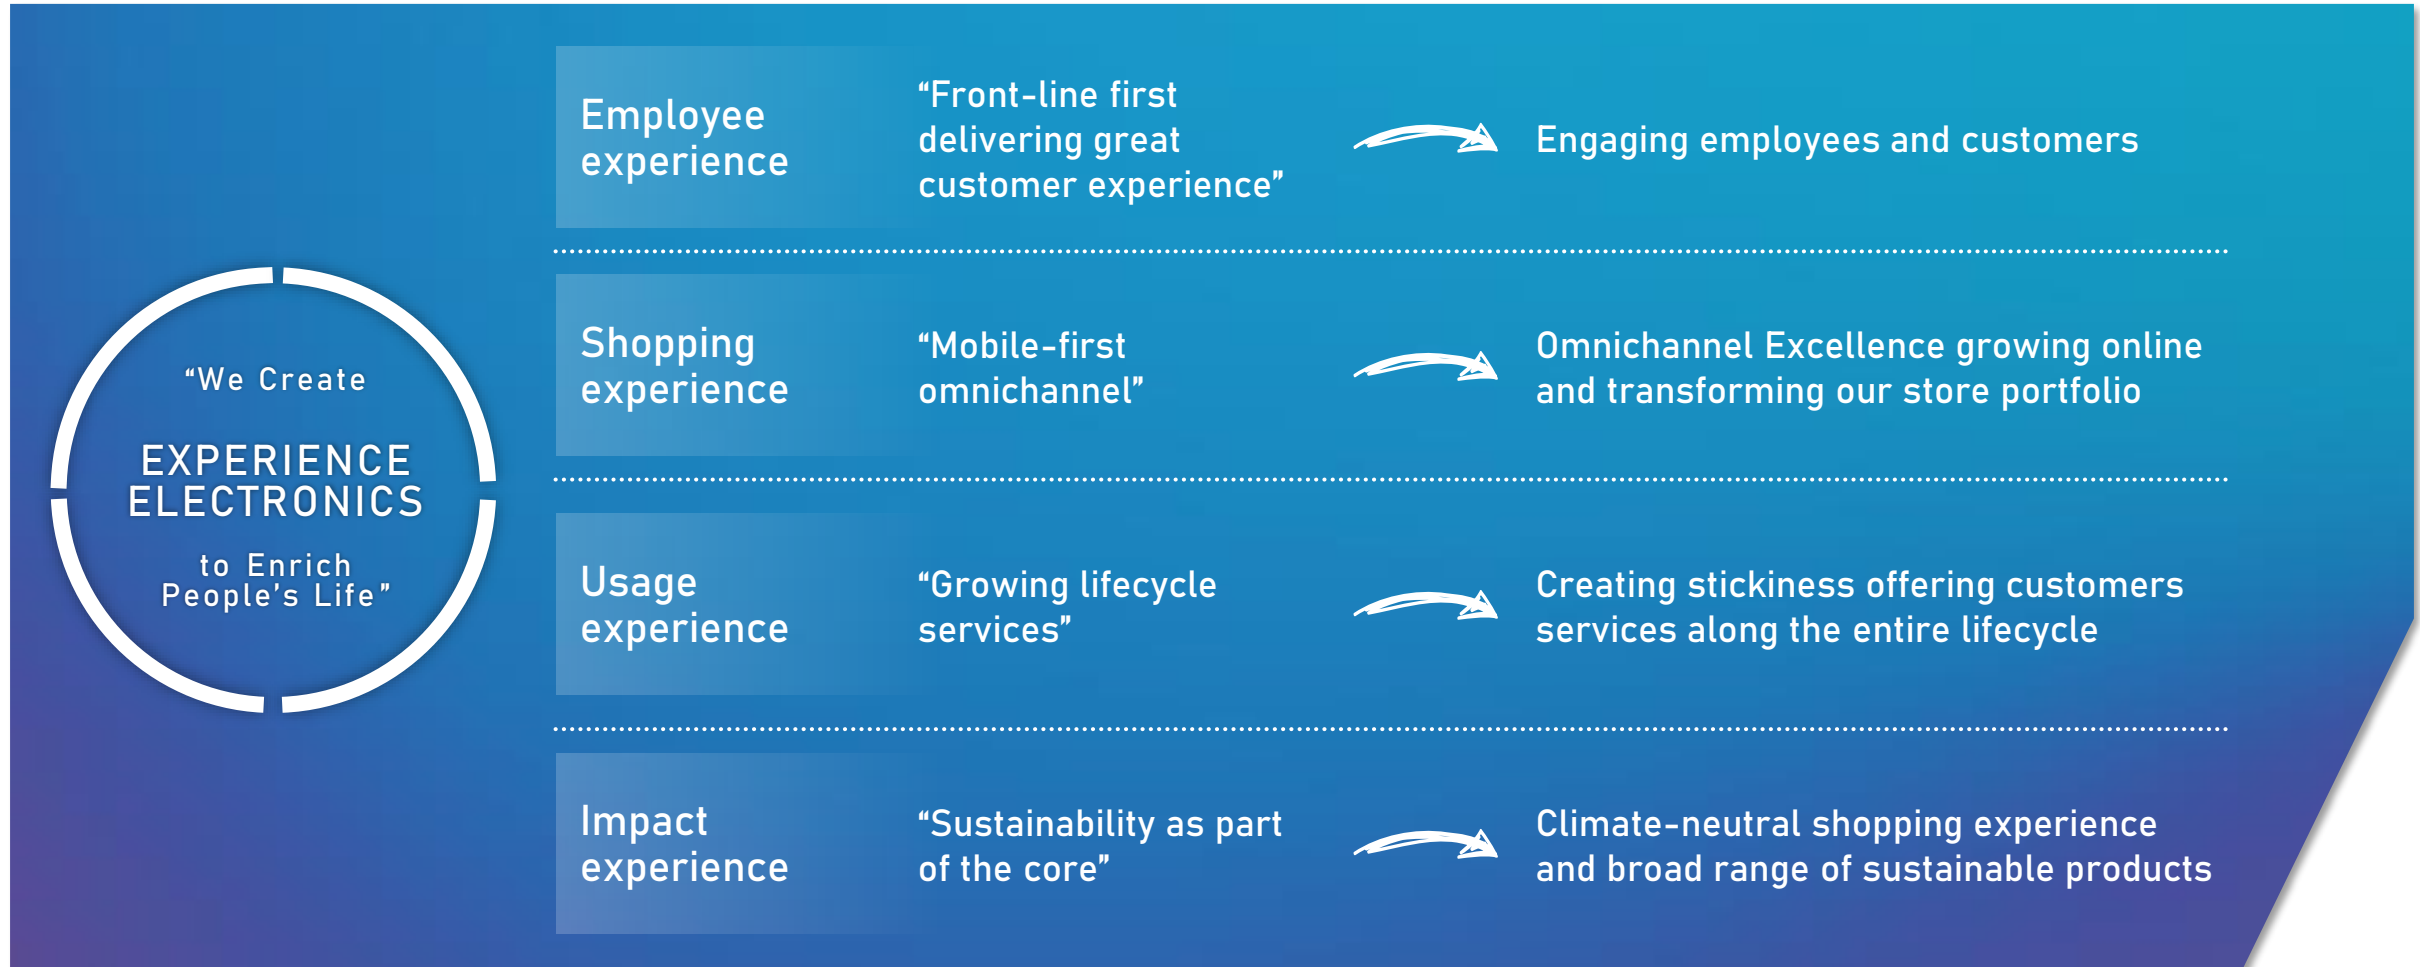 “We Create
EXPERIENCE
ELECTRONICS
to Enrich
People’s Life”
Employee
experience
“Front-line first
delivering great
customer experience”
Engaging employees and customers
Shopping
experience
“Mobile-first
omnichannel”
Omnichannel Excellence growing online
and transforming our store portfolio
Usage
experience
“Growing lifecycle
services”
Creating stickiness offering customers
services along the entire lifecycle
Impact
experience
“Sustainability as part
of the core”
Climate-neutral shopping experience
and broad range of sustainable products